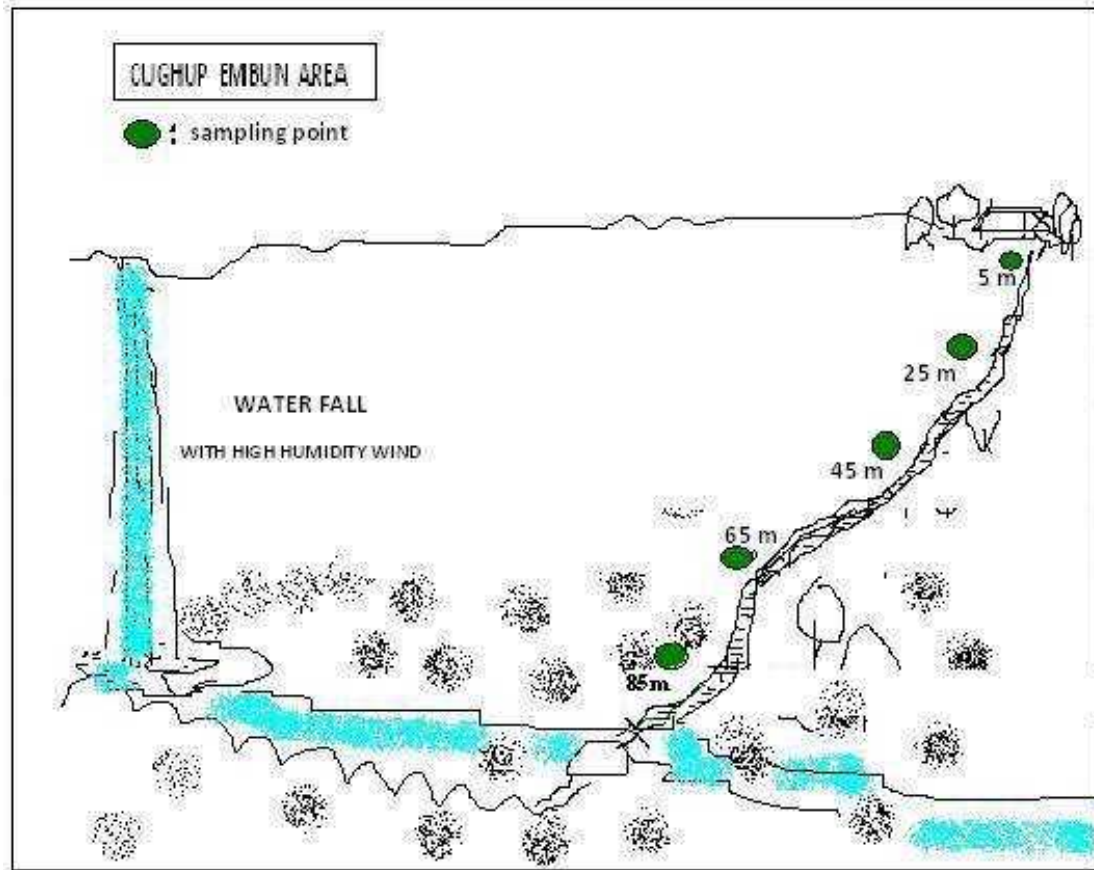 CUGHUP EMBUN AREA
: sampling point
5 m
25 m
WATER FALL
WITH HIGH HUMIDITY WIND
45 m
65 m
85m